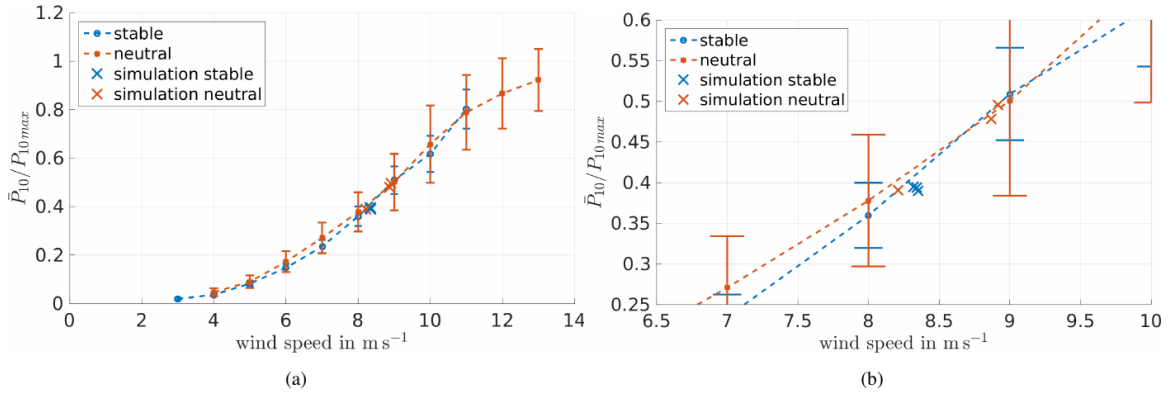 stable
neutral
simulation stable
simulation neutral
1.2
1
0.8
0.6
0.4
0.2
0
P̄₁₀/P₁₀ₘₐₓ
0 2 4 6 8 10 12 14
wind speed in m s⁻¹
(a)
stable
neutral
simulation stable
simulation neutral
0.6
0.55
0.5
0.45
0.4
0.35
0.3
0.25
P̄₁₀/P₁₀ₘₐₓ
6.5 7 7.5 8 8.5 9 9.5 10
wind speed in m s⁻¹
(b)